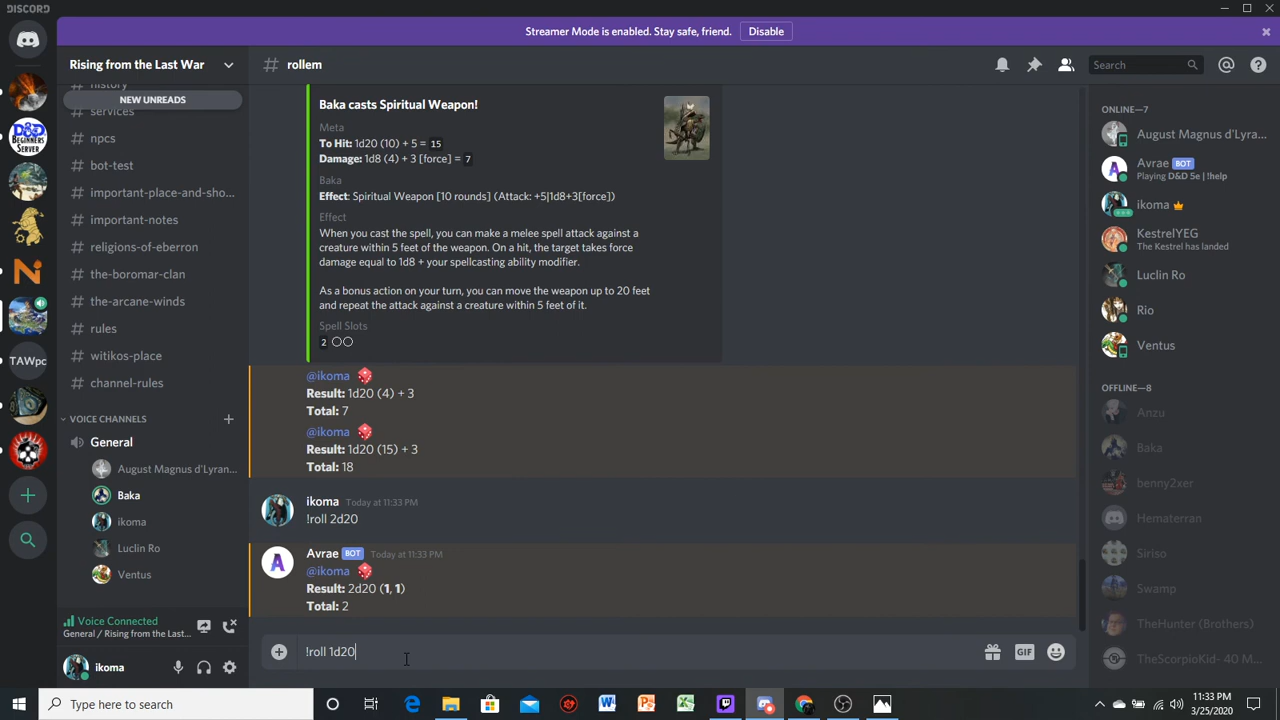 DISCORD
Streamer Mode is enabled. Stay safe, friend. Disable
Rising from the Last War
# rollem
Search
history
NEW UNREADS
# services
# npcs
# bot-test
# important-place-and-sho...
# important-notes
# religions-of-eberron
# the-boromar-clan
# the-arcane-winds
# rules
# witikos-place
# channel-rules
VOICE CHANNELS
General
August Magnus d'Lyran...
Baka
ikoma
Luclin Ro
Ventus
Voice Connected
General / Rising from the Last...
ikoma
D&D
BEGINNERS
SERVER
TAWpc
Baka casts Spiritual Weapon!
Meta
To Hit: 1d20 (10) + 5 = 15
Damage: 1d8 (4) + 3 [force] = 7
Baka
Effect: Spiritual Weapon [10 rounds] (Attack: +5|1d8+3[force])
Effect
When you cast the spell, you can make a melee spell attack against a
creature within 5 feet of the weapon. On a hit, the target takes force
damage equal to 1d8 + your spellcasting ability modifier.
As a bonus action on your turn, you can move the weapon up to 20 feet
and repeat the attack against a creature within 5 feet of it.
Spell Slots
2 〇〇
@ikoma
Result: 1d20 (4) + 3
Total: 7
@ikoma
Result: 1d20 (15) + 3
Total: 18
ikoma Today at 11:33 PM
!roll 2d20
Avrae BOT Today at 11:33 PM
@ikoma
Result: 2d20 (1, 1)
Total: 2
!roll 1d20
GIF
ONLINE—7
August Magnus d'Lyra...
Avrae BOT
Playing D&D 5e | !help
ikoma
KestrelYEG
The Kestrel has landed
Luclin Ro
Rio
Ventus
OFFLINE—8
Anzu
Baka
benny2xer
Hematerran
Siriso
Swamp
TheHunter (Brothers)
TheScorpioKid- 40 M...
Type here to search
11:33 PM
3/25/2020